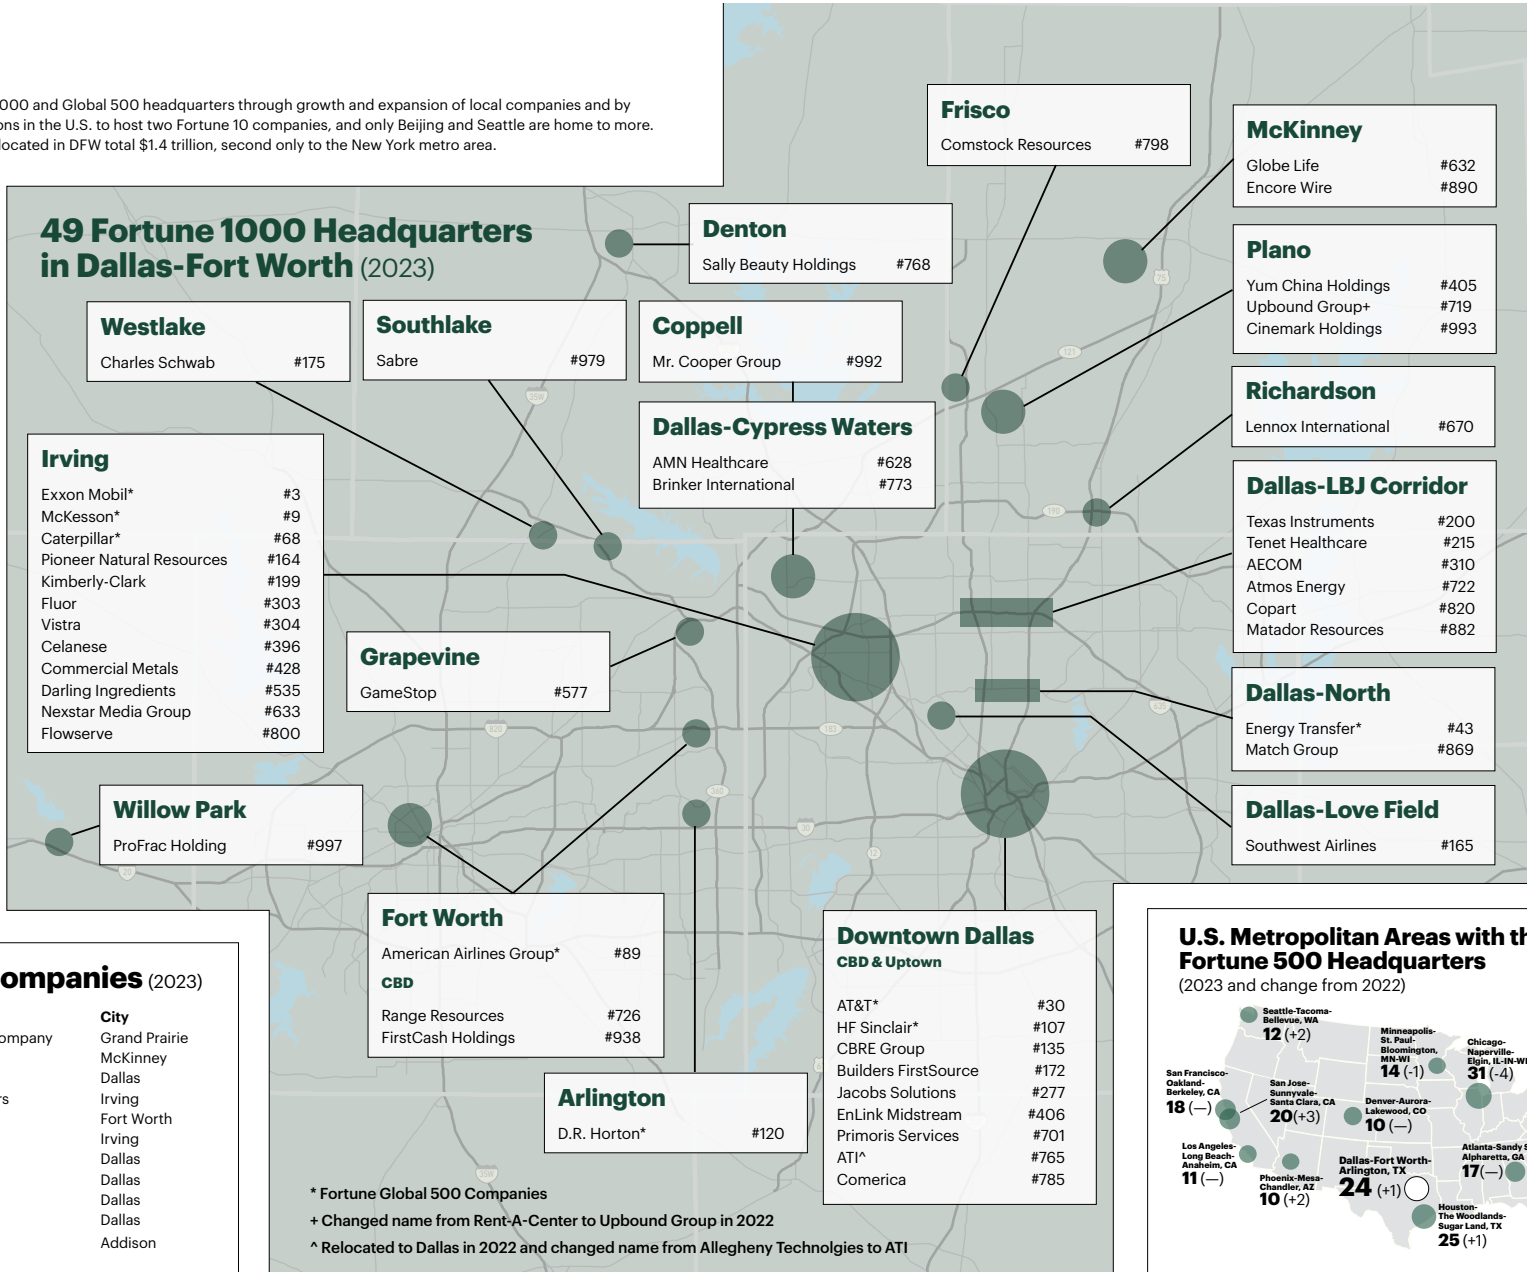 000 and Global 500 headquarters through growth and expansion of local companies and by
ons in the U.S. to host two Fortune 10 companies, and only Beijing and Seattle are home to more.
located in DFW total $1.4 trillion, second only to the New York metro area.
49 Fortune 1000 Headquarters
in Dallas-Fort Worth (2023)
Frisco
Comstock Resources #798
McKinney
Globe Life #632
Encore Wire #890
Denton
Sally Beauty Holdings #768
Plano
Yum China Holdings #405
Upbound Group+ #719
Cinemark Holdings #993
Westlake
Charles Schwab #175
Southlake
Sabre #979
Coppell
Mr. Cooper Group #992
Dallas-Cypress Waters
AMN Healthcare #628
Brinker International #773
Richardson
Lennox International #670
Irving
Exxon Mobil* #3
McKesson* #9
Caterpillar* #68
Pioneer Natural Resources #164
Kimberly-Clark #199
Fluor #303
Vistra #304
Celanese #396
Commercial Metals #428
Darling Ingredients #535
Nexstar Media Group #633
Flowserve #800
Dallas-LBJ Corridor
Texas Instruments #200
Tenet Healthcare #215
AECOM #310
Atmos Energy #722
Copart #820
Matador Resources #882
Grapevine
GameStop #577
Dallas-North
Energy Transfer* #43
Match Group #869
Willow Park
ProFrac Holding #997
Dallas-Love Field
Southwest Airlines #165
Fort Worth
American Airlines Group* #89
CBD
Range Resources #726
FirstCash Holdings #938
Downtown Dallas
CBD & Uptown
AT&T* #30
HF Sinclair* #107
CBRE Group #135
Builders FirstSource #172
Jacobs Solutions #277
EnLink Midstream #406
Primoris Services #701
ATI^ #765
Comerica #785
Arlington
D.R. Horton* #120
* Fortune Global 500 Companies
+ Changed name from Rent-A-Center to Upbound Group in 2022
^ Relocated to Dallas in 2022 and changed name from Allegheny Technolgies to ATI
35W
121
75
190
635
183
820
360
30
12
20
35W
ompanies (2023)
City
ompany Grand Prairie
McKinney
Dallas
rs Irving
Fort Worth
Irving
Dallas
Dallas
Dallas
Dallas
Addison
U.S. Metropolitan Areas with th
Fortune 500 Headquarters
(2023 and change from 2022)
Seattle-Tacoma-
Bellevue, WA
12 (+2)
Minneapolis-
St. Paul-
Bloomington,
MN-WI
14 (-1)
Chicago-
Naperville-
Elgin, IL-IN-WI
31 (-4)
San Francisco-
Oakland-
Berkeley, CA
18 (—)
San Jose-
Sunnyvale-
Santa Clara, CA
20(+3)
Denver-Aurora-
Lakewood, CO
10 (—)
Los Angeles-
Long Beach-
Anaheim, CA
11 (—)
Phoenix-Mesa-
Chandler, AZ
10 (+2)
Dallas-Fort Worth-
Arlington, TX
24 (+1)
Atlanta-Sandy S
Alpharetta, GA
17(—)
Houston-
The Woodlands-
Sugar Land, TX
25 (+1)